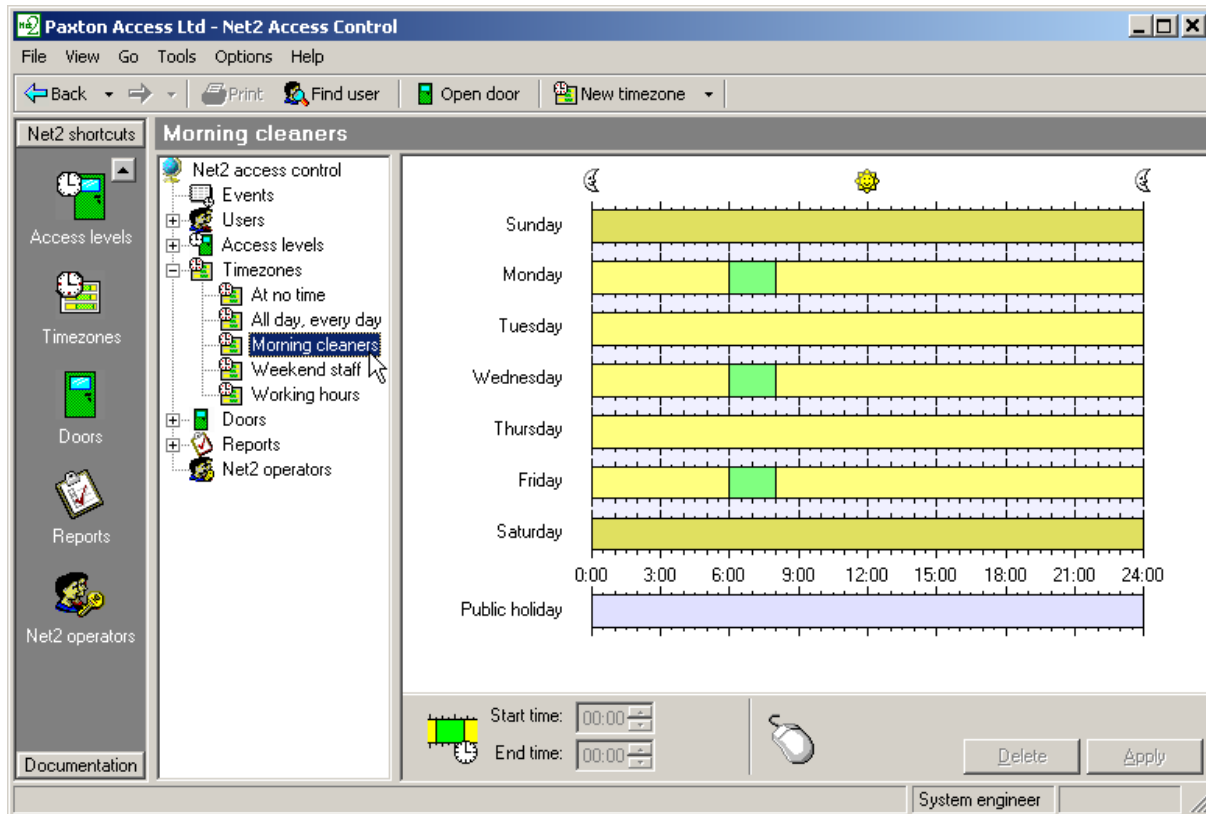 Paxton Access Ltd - Net2 Access Control
File View Go Tools Options Help
Back Print Find user Open door New timezone
Net2 shortcuts
Morning cleaners
Access levels
Timezones
Doors
Reports
Net2 operators
Documentation
Net2 access control
Events
Users
Access levels
Timezones
At no time
All day, every day
Morning cleaners
Weekend staff
Working hours
Doors
Reports
Net2 operators
Sunday
Monday
Tuesday
Wednesday
Thursday
Friday
Saturday
0:00 3:00 6:00 9:00 12:00 15:00 18:00 21:00 24:00
Public holiday
Start time: 00:00
End time: 00:00
Delete Apply
System engineer